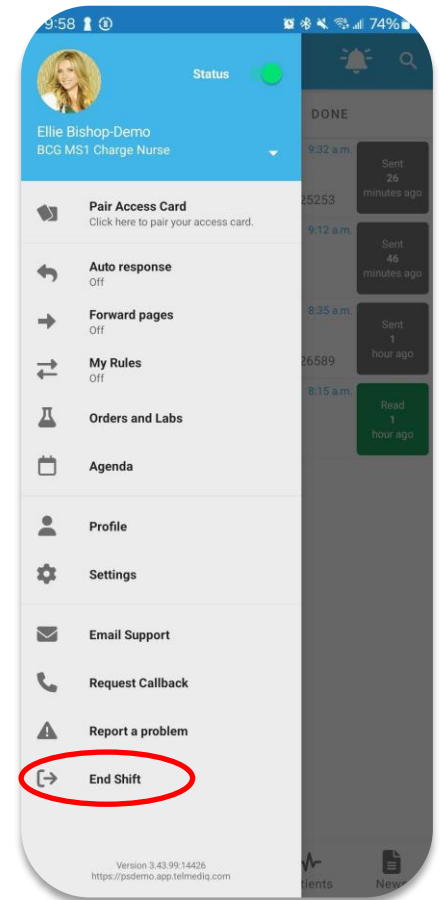 9:58
74%
Status
Ellie Bishop-Demo
BCG MS1 Charge Nurse
Pair Access Card
Click here to pair your access card.
Auto response
Off
Forward pages
Off
My Rules
Off
Orders and Labs
Agenda
Profile
Settings
Email Support
Request Callback
Report a problem
End Shift
Version 3.43.99.14426
https://psdemo.app.telmediq.com
DONE
9:32 a.m.
25253
Sent
26
minutes ago
9:12 a.m.
Sent
46
minutes ago
8:35 a.m.
26589
Sent
1
hour ago
8:15 a.m.
Read
1
hour ago
tients
News